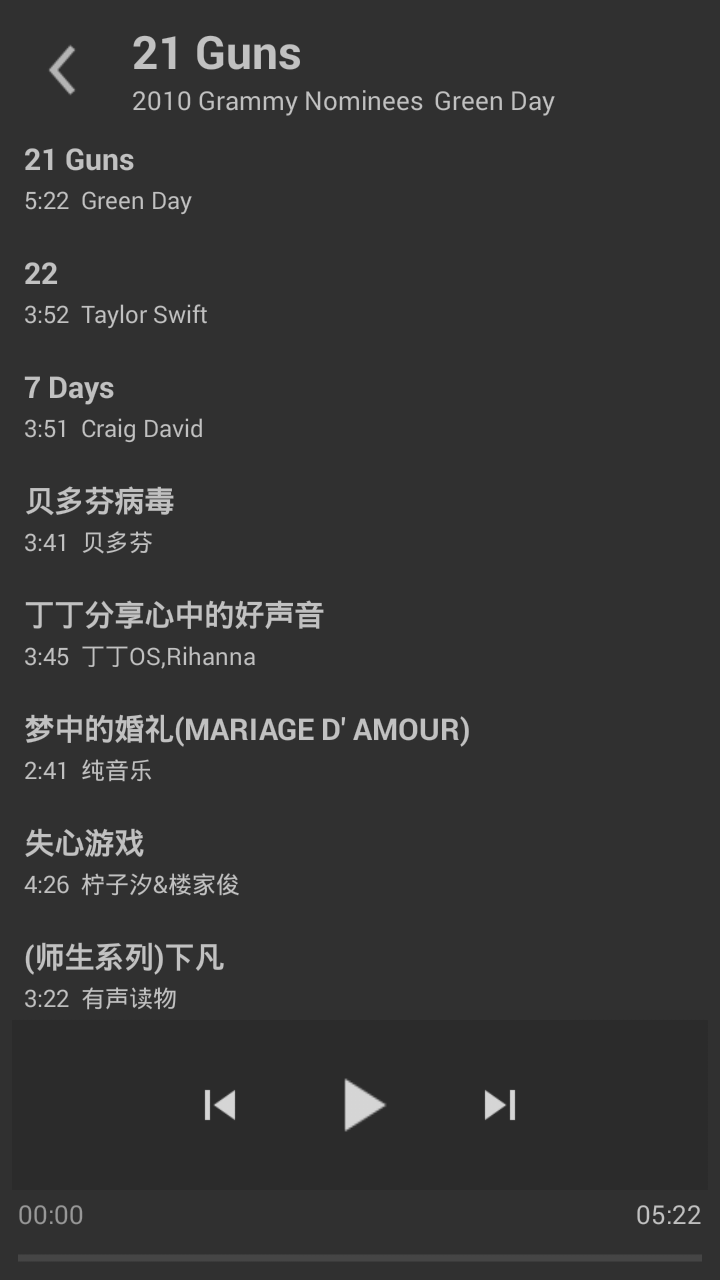 21 Guns
2010 Grammy Nominees Green Day
21 Guns
5:22 Green Day
22
3:52 Taylor Swift
7 Days
3:51 Craig David
贝多芬病毒
3:41 贝多芬
丁丁分享心中的好声音
3:45 丁丁OS,Rihanna
梦中的婚礼(MARIAGE D' AMOUR)
2:41 纯音乐
失心游戏
4:26 柠子汐&楼家俊
(师生系列)下凡
3:22 有声读物
00:00 05:22